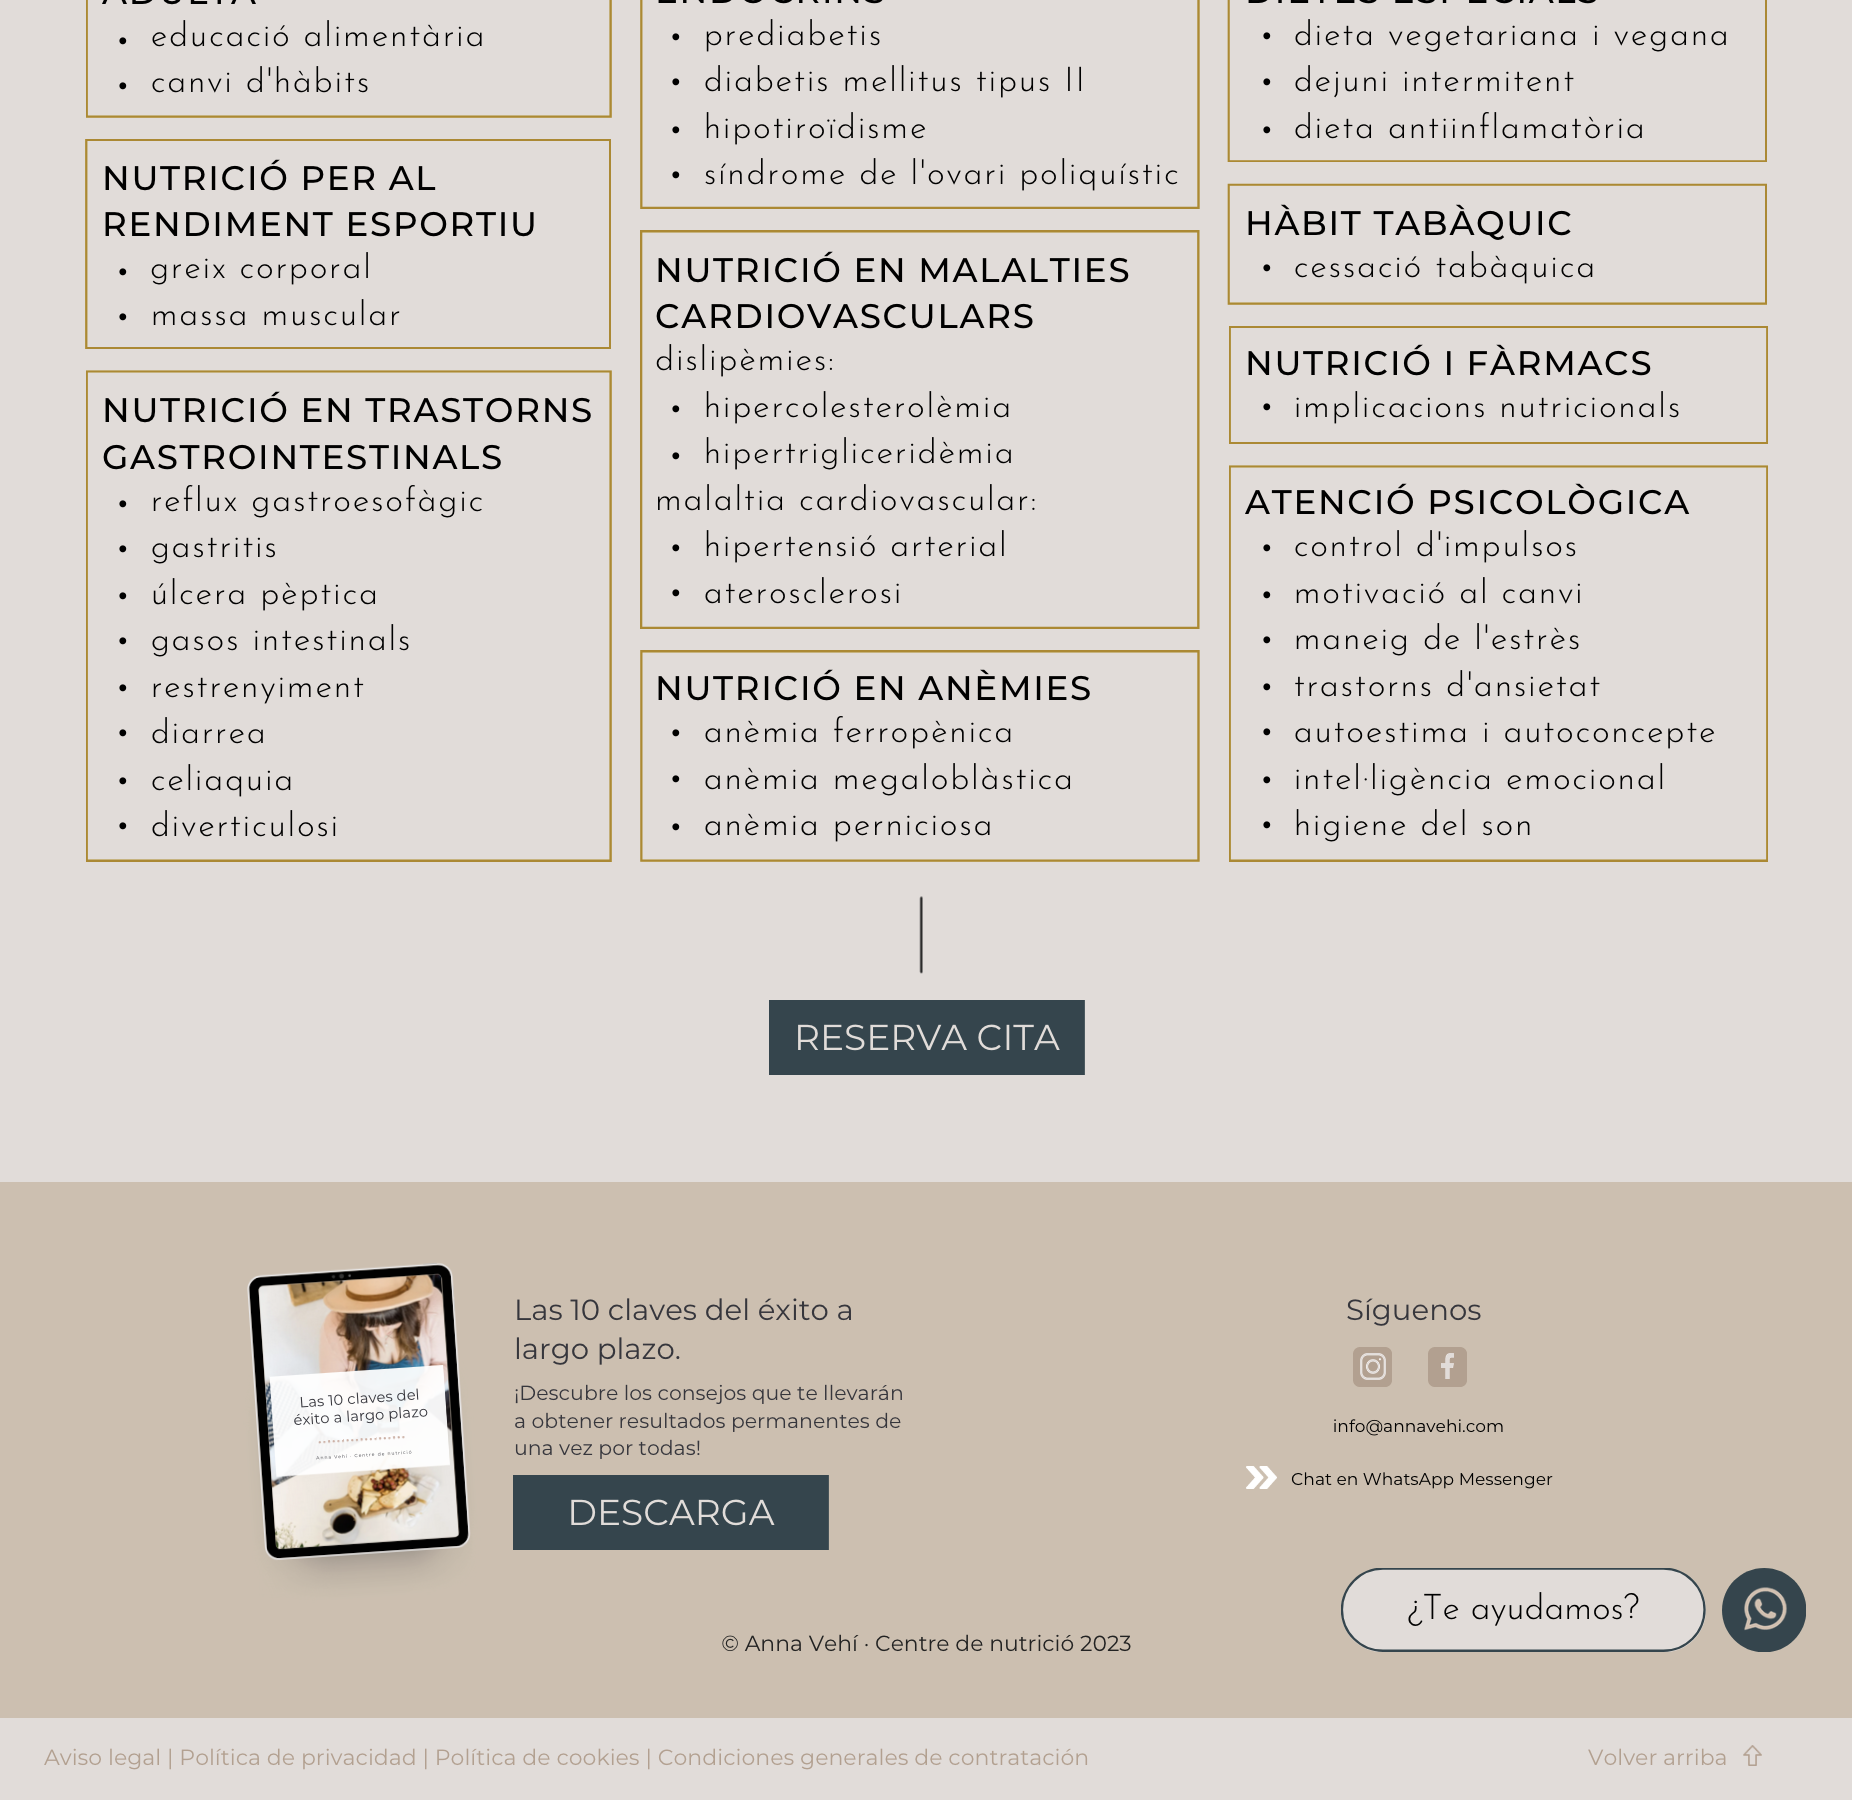 ADULTA
educació alimentària
canvi d'hàbits
NUTRICIÓ PER AL
RENDIMENT ESPORTIU
greix corporal
massa muscular
NUTRICIÓ EN TRASTORNS
GASTROINTESTINALS
reflux gastroesofàgic
gastritis
úlcera pèptica
gasos intestinals
restrenyiment
diarrea
celiaquia
diverticulosi
ENDOCRINS
prediabetis
diabetis mellitus tipus II
hipotiroïdisme
síndrome de l'ovari poliquístic
NUTRICIÓ EN MALALTIES
CARDIOVASCULARS
dislipèmies:
hipercolesterolèmia
hipertrigliceridèmia
malaltia cardiovascular:
hipertensió arterial
aterosclerosi
NUTRICIÓ EN ANÈMIES
anèmia ferropènica
anèmia megaloblàstica
anèmia perniciosa
DIETES ESPECIALS
dieta vegetariana i vegana
dejuni intermitent
dieta antiinflamatòria
HÀBIT TABÀQUIC
cessació tabàquica
NUTRICIÓ I FÀRMACS
implicacions nutricionals
ATENCIÓ PSICOLÒGICA
control d'impulsos
motivació al canvi
maneig de l'estrès
trastorns d'ansietat
autoestima i autoconcepte
intel·ligència emocional
higiene del son
RESERVA CITA
Las 10 claves del
éxito a largo plazo
Anna Vehí · Centre de nutrició
Las 10 claves del éxito a
largo plazo.
¡Descubre los consejos que te llevarán
a obtener resultados permanentes de
una vez por todas!
DESCARGA
Síguenos
info@annavehi.com
Chat en WhatsApp Messenger
¿Te ayudamos?
© Anna Vehí · Centre de nutrició 2023
Aviso legal | Política de privacidad | Política de cookies | Condiciones generales de contratación
Volver arriba